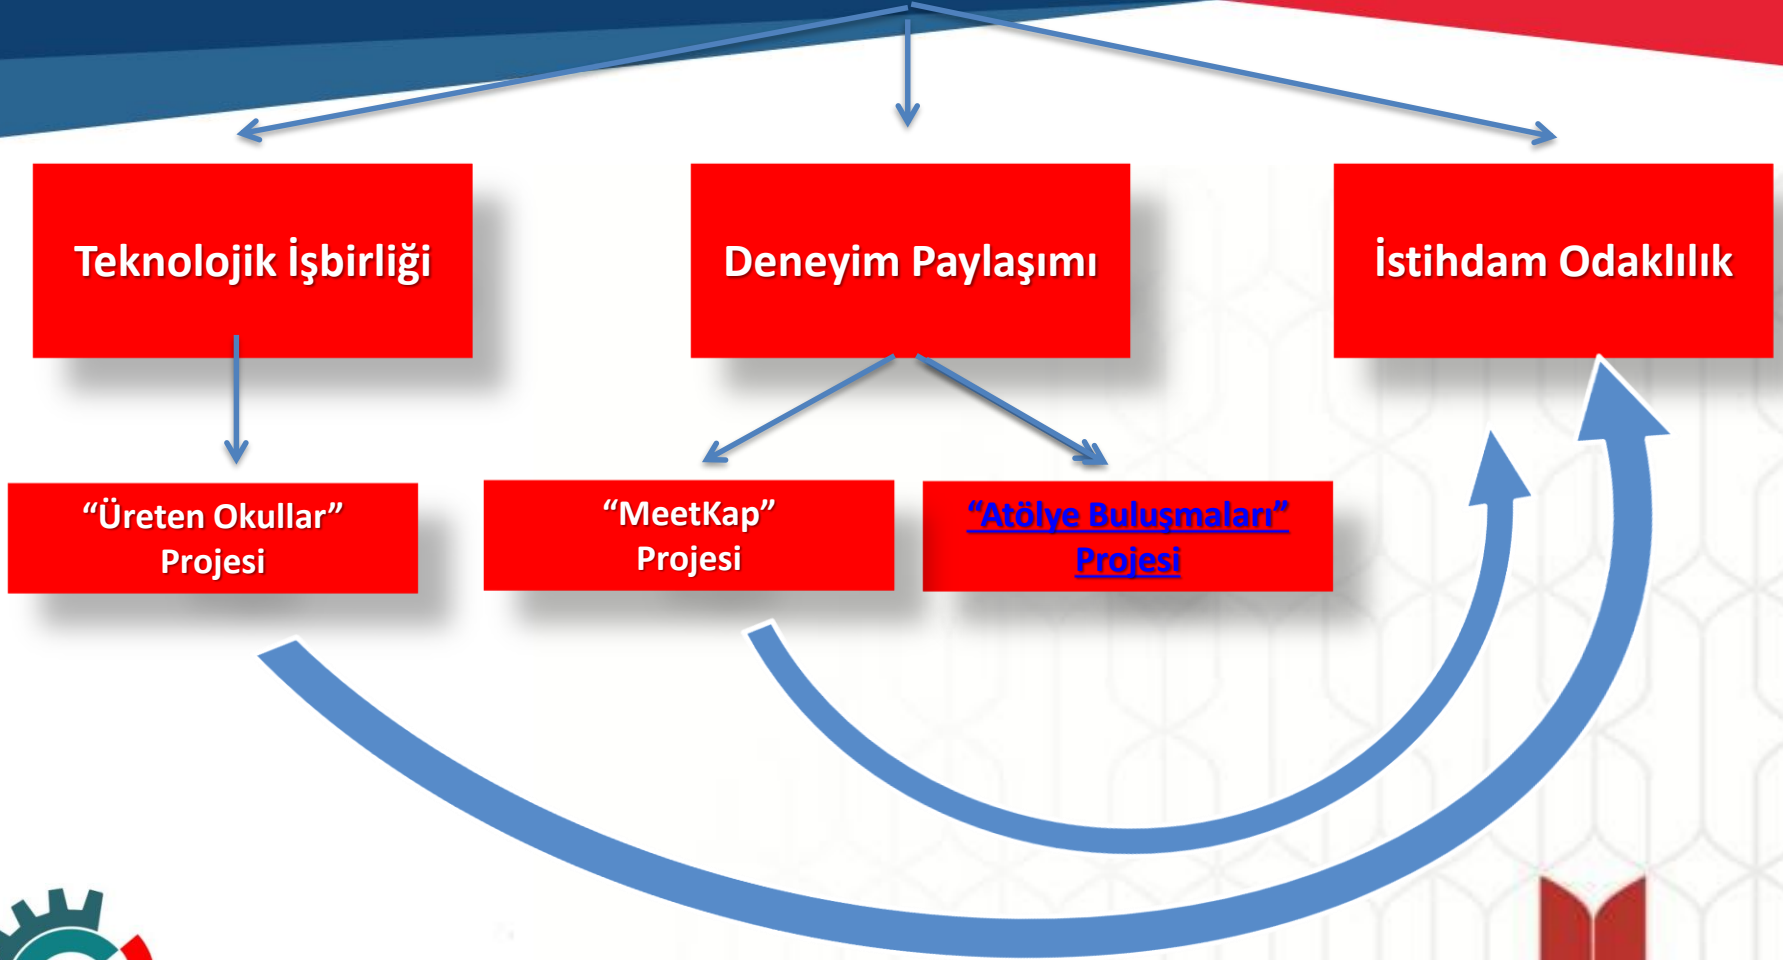 Teknolojik İşbirliği
Deneyim Paylaşımı
İstihdam Odaklılık
“Üreten Okullar”
Projesi
“MeetKap”
Projesi
“Atölye Buluşmaları”
Projesi